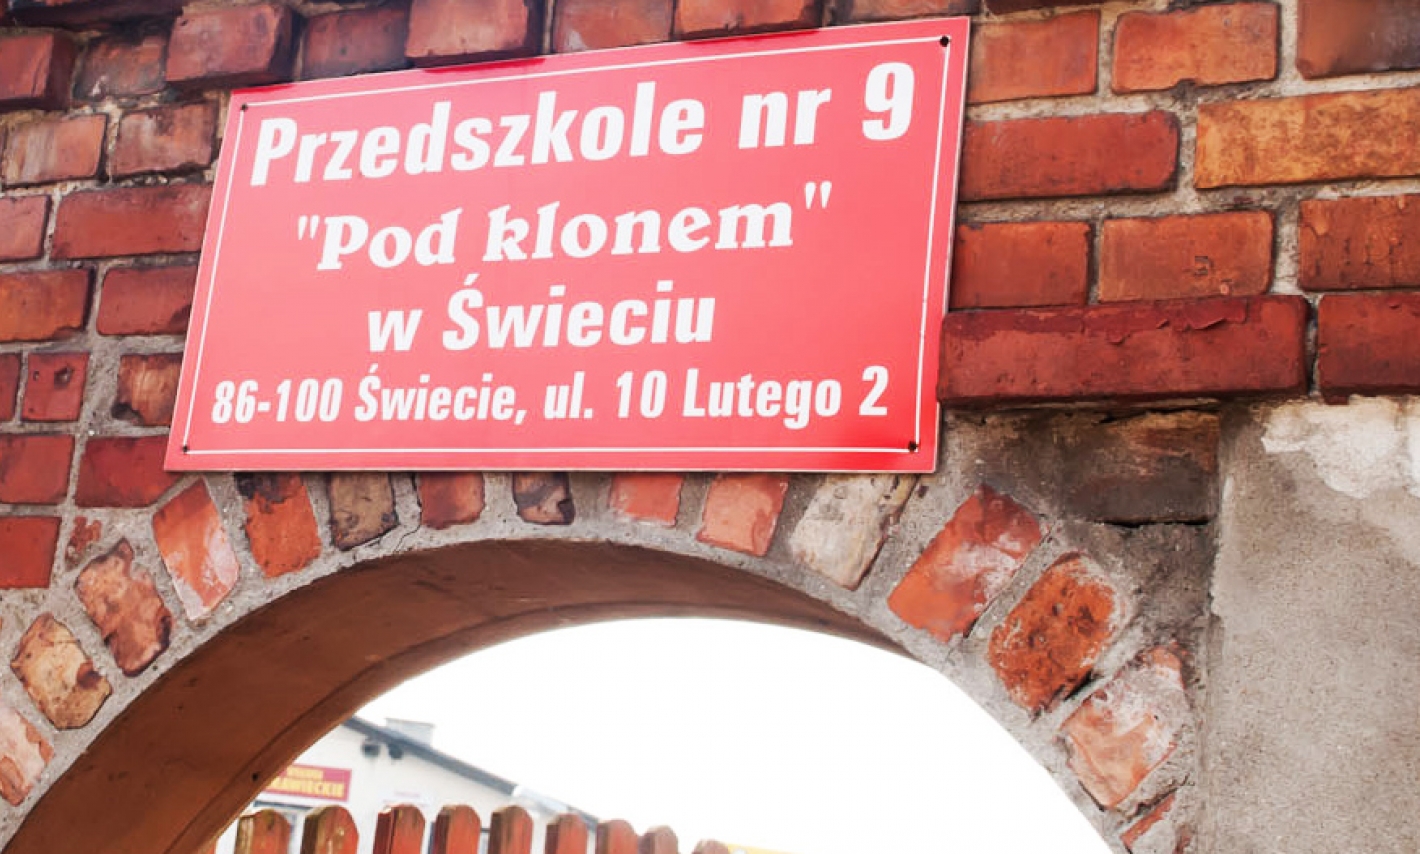 Przedszkole nr 9
"Pod klonem"
w Świeciu
86-100 Świecie, ul. 10 Lutego 2